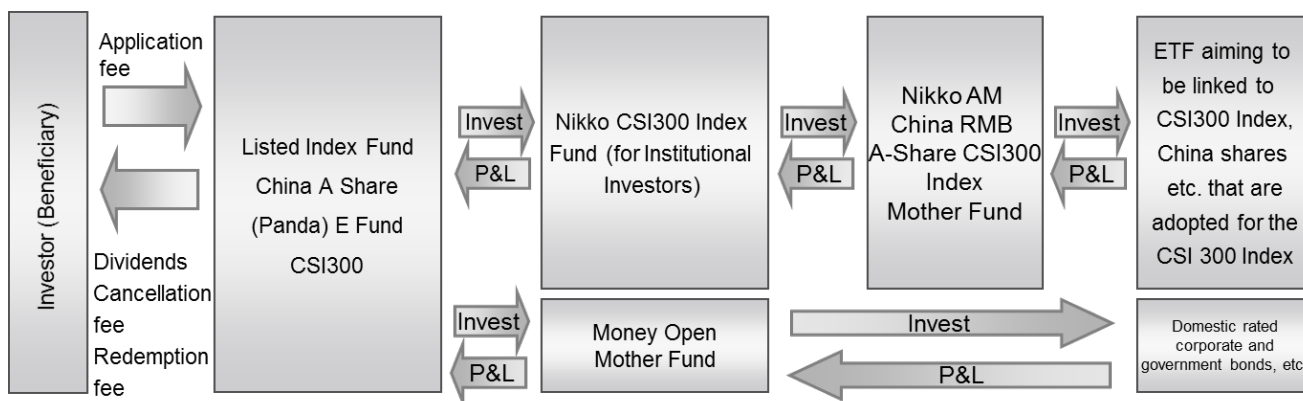 Investor (Beneficiary)
Application
fee
Dividends
Cancellation
fee
Redemption
fee
Listed Index Fund
China A Share
(Panda) E Fund
CSI300
Invest
P&L
Nikko CSI300 Index
Fund (for Institutional
Investors)
Invest
P&L
Nikko AM
China RMB
A-Share CSI300
Index
Mother Fund
Invest
P&L
ETF aiming to
be linked to
CSI300 Index,
China shares
etc. that are
adopted for the
CSI 300 Index
Invest
P&L
Money Open
Mother Fund
Invest
P&L
Domestic rated
corporate and
government bonds, etc